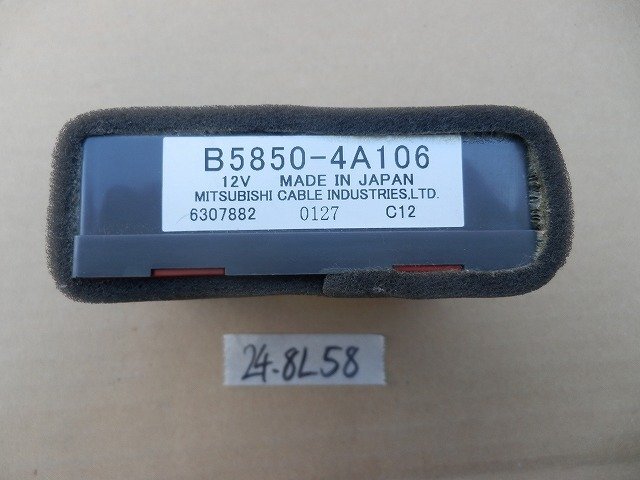 B5850-4A106
12V MADE IN JAPAN
MITSUBISHI CABLE INDUSTRIES,LTD.
6307882 0127 C12
24.8L58